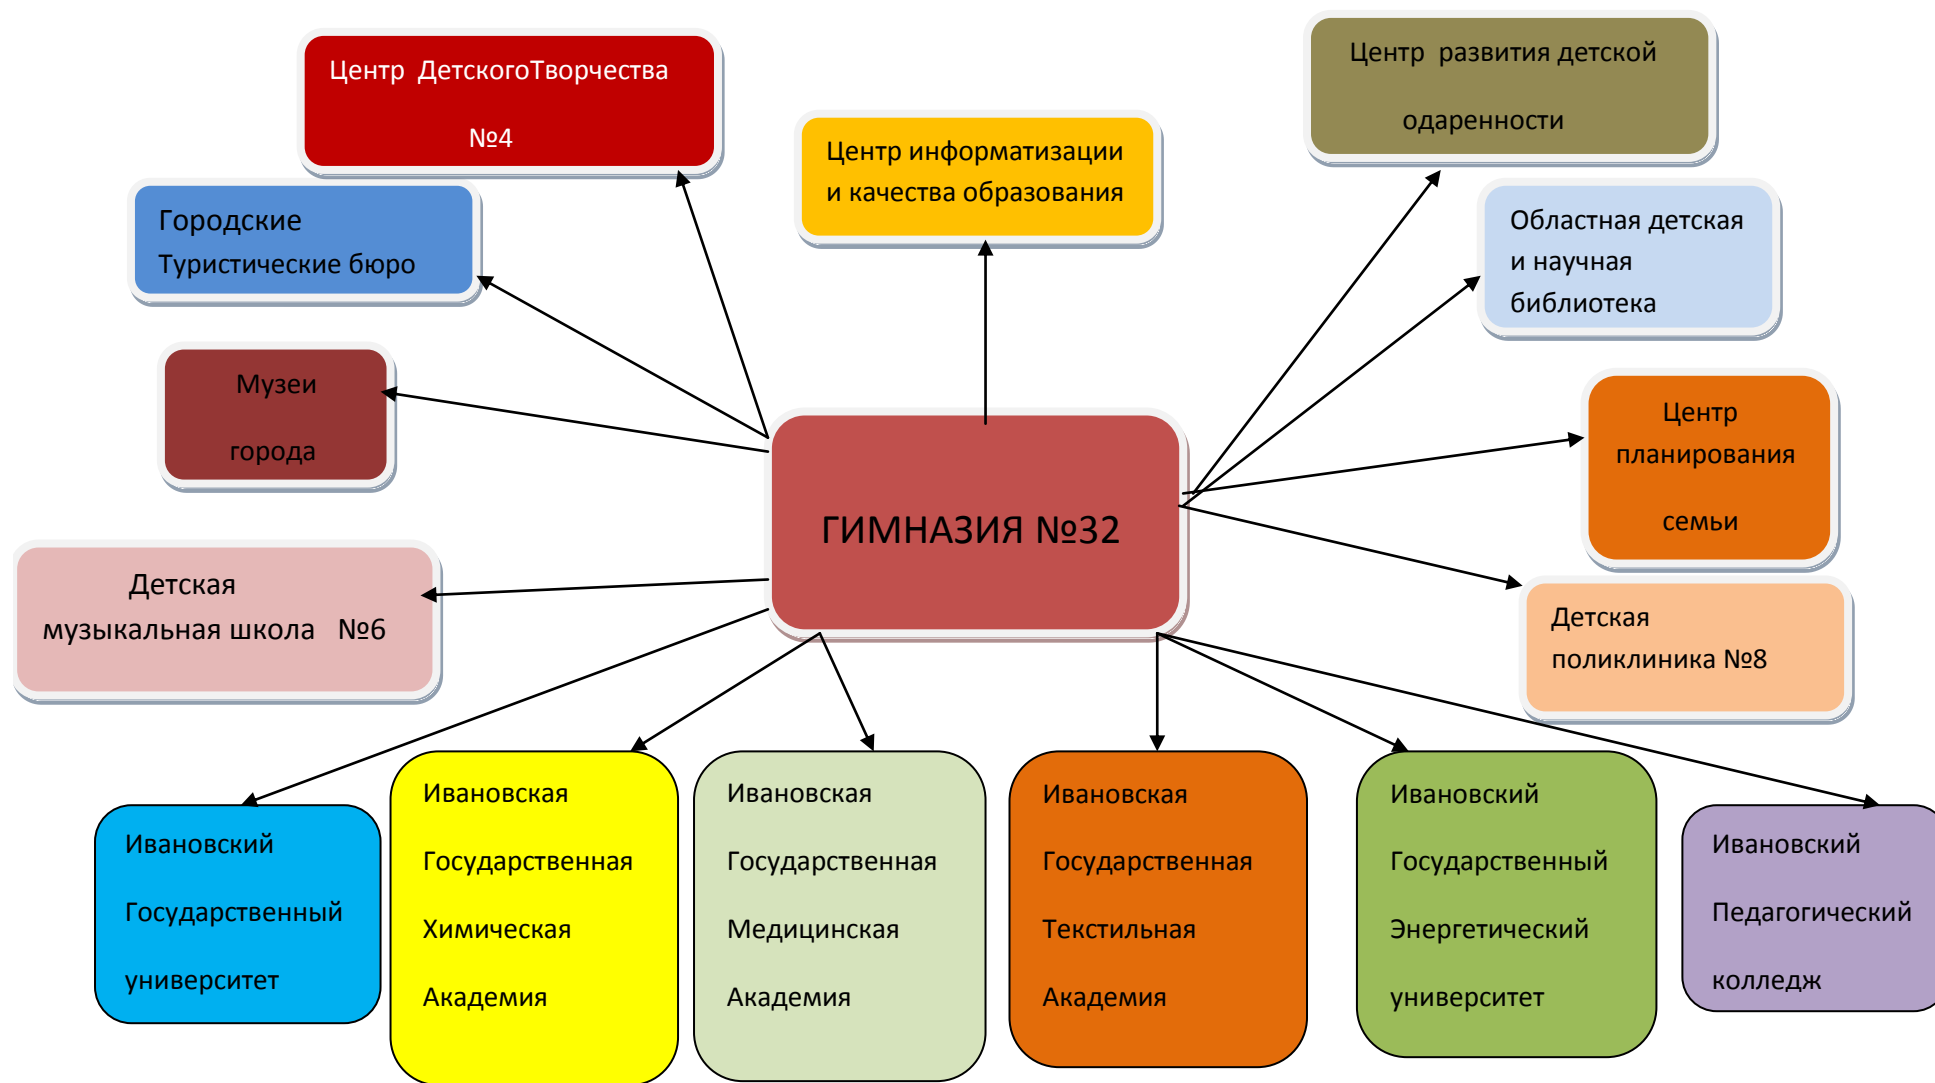 Центр ДетскогоТворчества
№4
Центр развития детской
одаренности
Центр информатизации
и качества образования
Городские
Туристические бюро
Областная детская
и научная
библиотека
Музеи
города
Центр
планирования
семьи
ГИМНАЗИЯ №32
Детская
музыкальная школа №6
Детская
поликлиника №8
Ивановский
Государственный
университет
Ивановская
Государственная
Химическая
Академия
Ивановская
Государственная
Медицинская
Академия
Ивановская
Государственная
Текстильная
Академия
Ивановский
Государственный
Энергетический
университет
Ивановский
Педагогический
колледж